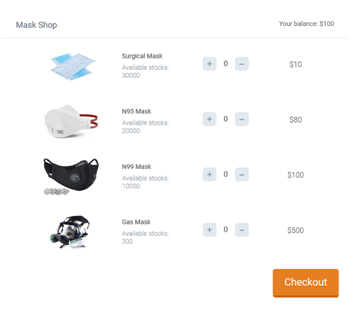 Mask Shop
Your balance: $100
Surgical Mask
Available stocks:
30000
+ 0 −
$10
N95 Mask
Available stocks:
20000
+ 0 −
$80
N99 Mask
Available stocks:
10000
+ 0 −
$100
Gas Mask
Available stocks:
300
+ 0 −
$500
Checkout